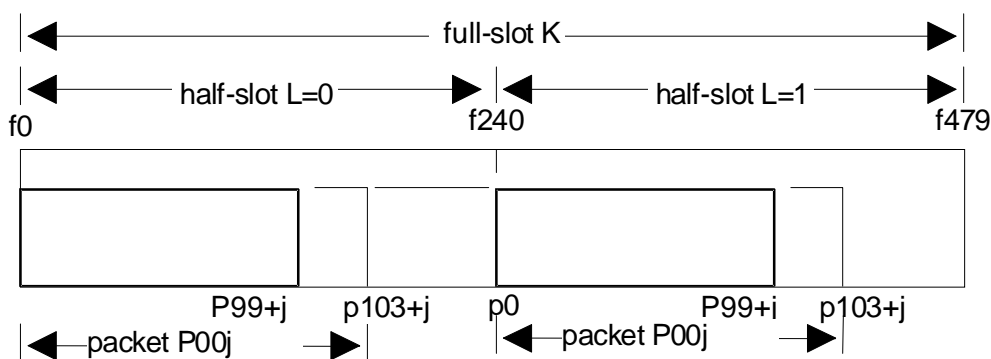 full-slot K
half-slot L=0 half-slot L=1
f0 f240 f479
P99+j p103+j p0 P99+j p103+j
packet P00j packet P00j